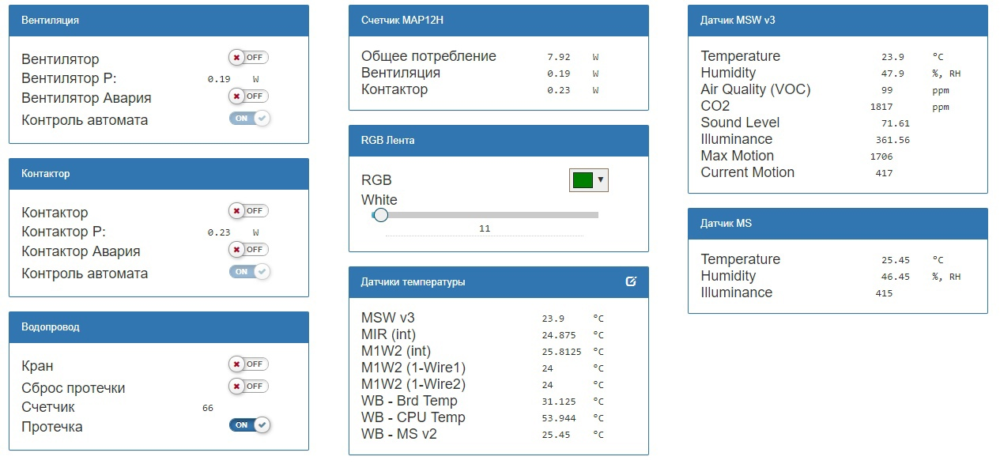 Вентиляция
Вентилятор OFF
Вентилятор P: 0.19 W
Вентилятор Авария OFF
Контроль автомата ON
Контактор
Контактор OFF
Контактор P: 0.23 W
Контактор Авария OFF
Контроль автомата ON
Водопровод
Кран OFF
Сброс протечки OFF
Счетчик 66
Протечка ON
Счетчик MAP12H
Общее потребление 7.92 W
Вентиляция 0.19 W
Контактор 0.23 W
RGB Лента
RGB
White
11
Датчики температуры
MSW v3 23.9 °C
MIR (int) 24.875 °C
M1W2 (int) 25.8125 °C
M1W2 (1-Wire1) 24 °C
M1W2 (1-Wire2) 24 °C
WB - Brd Temp 31.125 °C
WB - CPU Temp 53.944 °C
WB - MS v2 25.45 °C
Датчик MSW v3
Temperature 23.9 °C
Humidity 47.9 %, RH
Air Quality (VOC) 99 ppm
CO2 1817 ppm
Sound Level 71.61
Illuminance 361.56
Max Motion 1706
Current Motion 417
Датчик MS
Temperature 25.45 °C
Humidity 46.45 %, RH
Illuminance 415